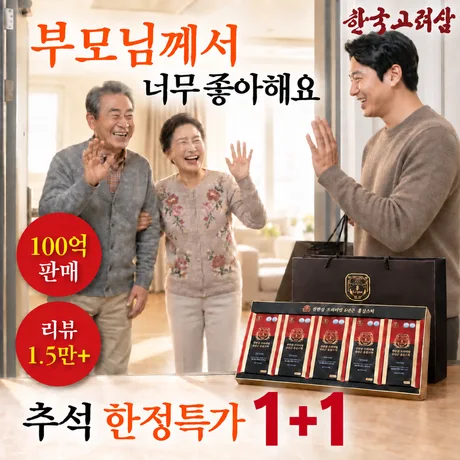 한국고려삼
부모님께서
너무 좋아해요
100억
판매
리뷰
1.5만+
추석 한정특가 1+1